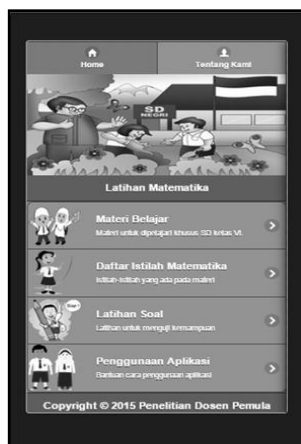 Home
Tentang Kami
SD
NEGRI
Latihan Matematika
Materi Belajar
Materi untuk dipelajari khusus SD kelas VI.
Daftar Istilah Matematika
Istilah-istilah yang ada pada materi
Latihan Soal
Latihan untuk menguji kemampuan
Penggunaan Aplikasi
Bantuan cara penggunaan aplikasi
Copyright © 2015 Penelitian Dosen Pemula